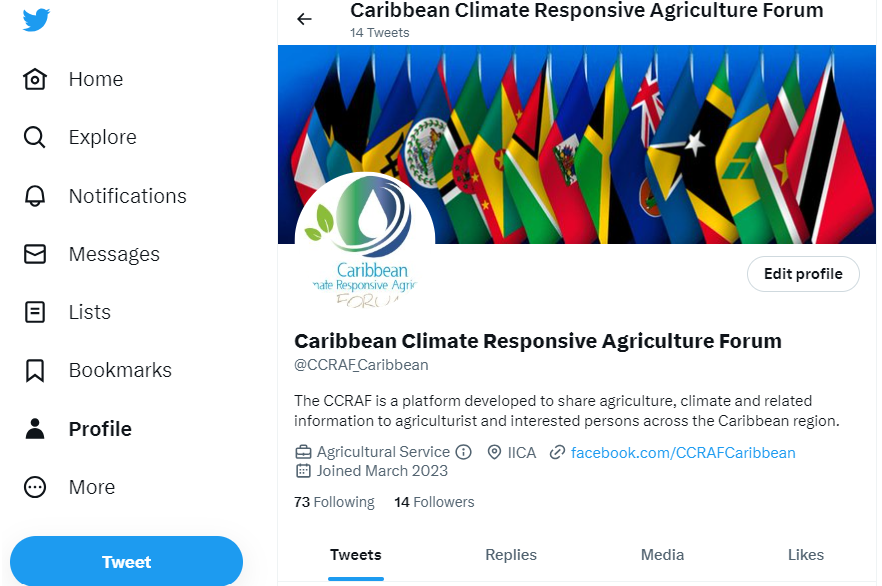 Home
Explore
Notifications
Messages
Lists
Bookmarks
Profile
More
Tweet
Caribbean Climate Responsive Agriculture Forum
14 Tweets
Caribbean
mate Responsive Agric
FORUM
Edit profile
Caribbean Climate Responsive Agriculture Forum
@CCRAF_Caribbean
The CCRAF is a platform developed to share agriculture, climate and related
information to agriculturist and interested persons across the Caribbean region.
Agricultural Service IICA facebook.com/CCRAFCaribbean
Joined March 2023
73 Following 14 Followers
Tweets Replies Media Likes